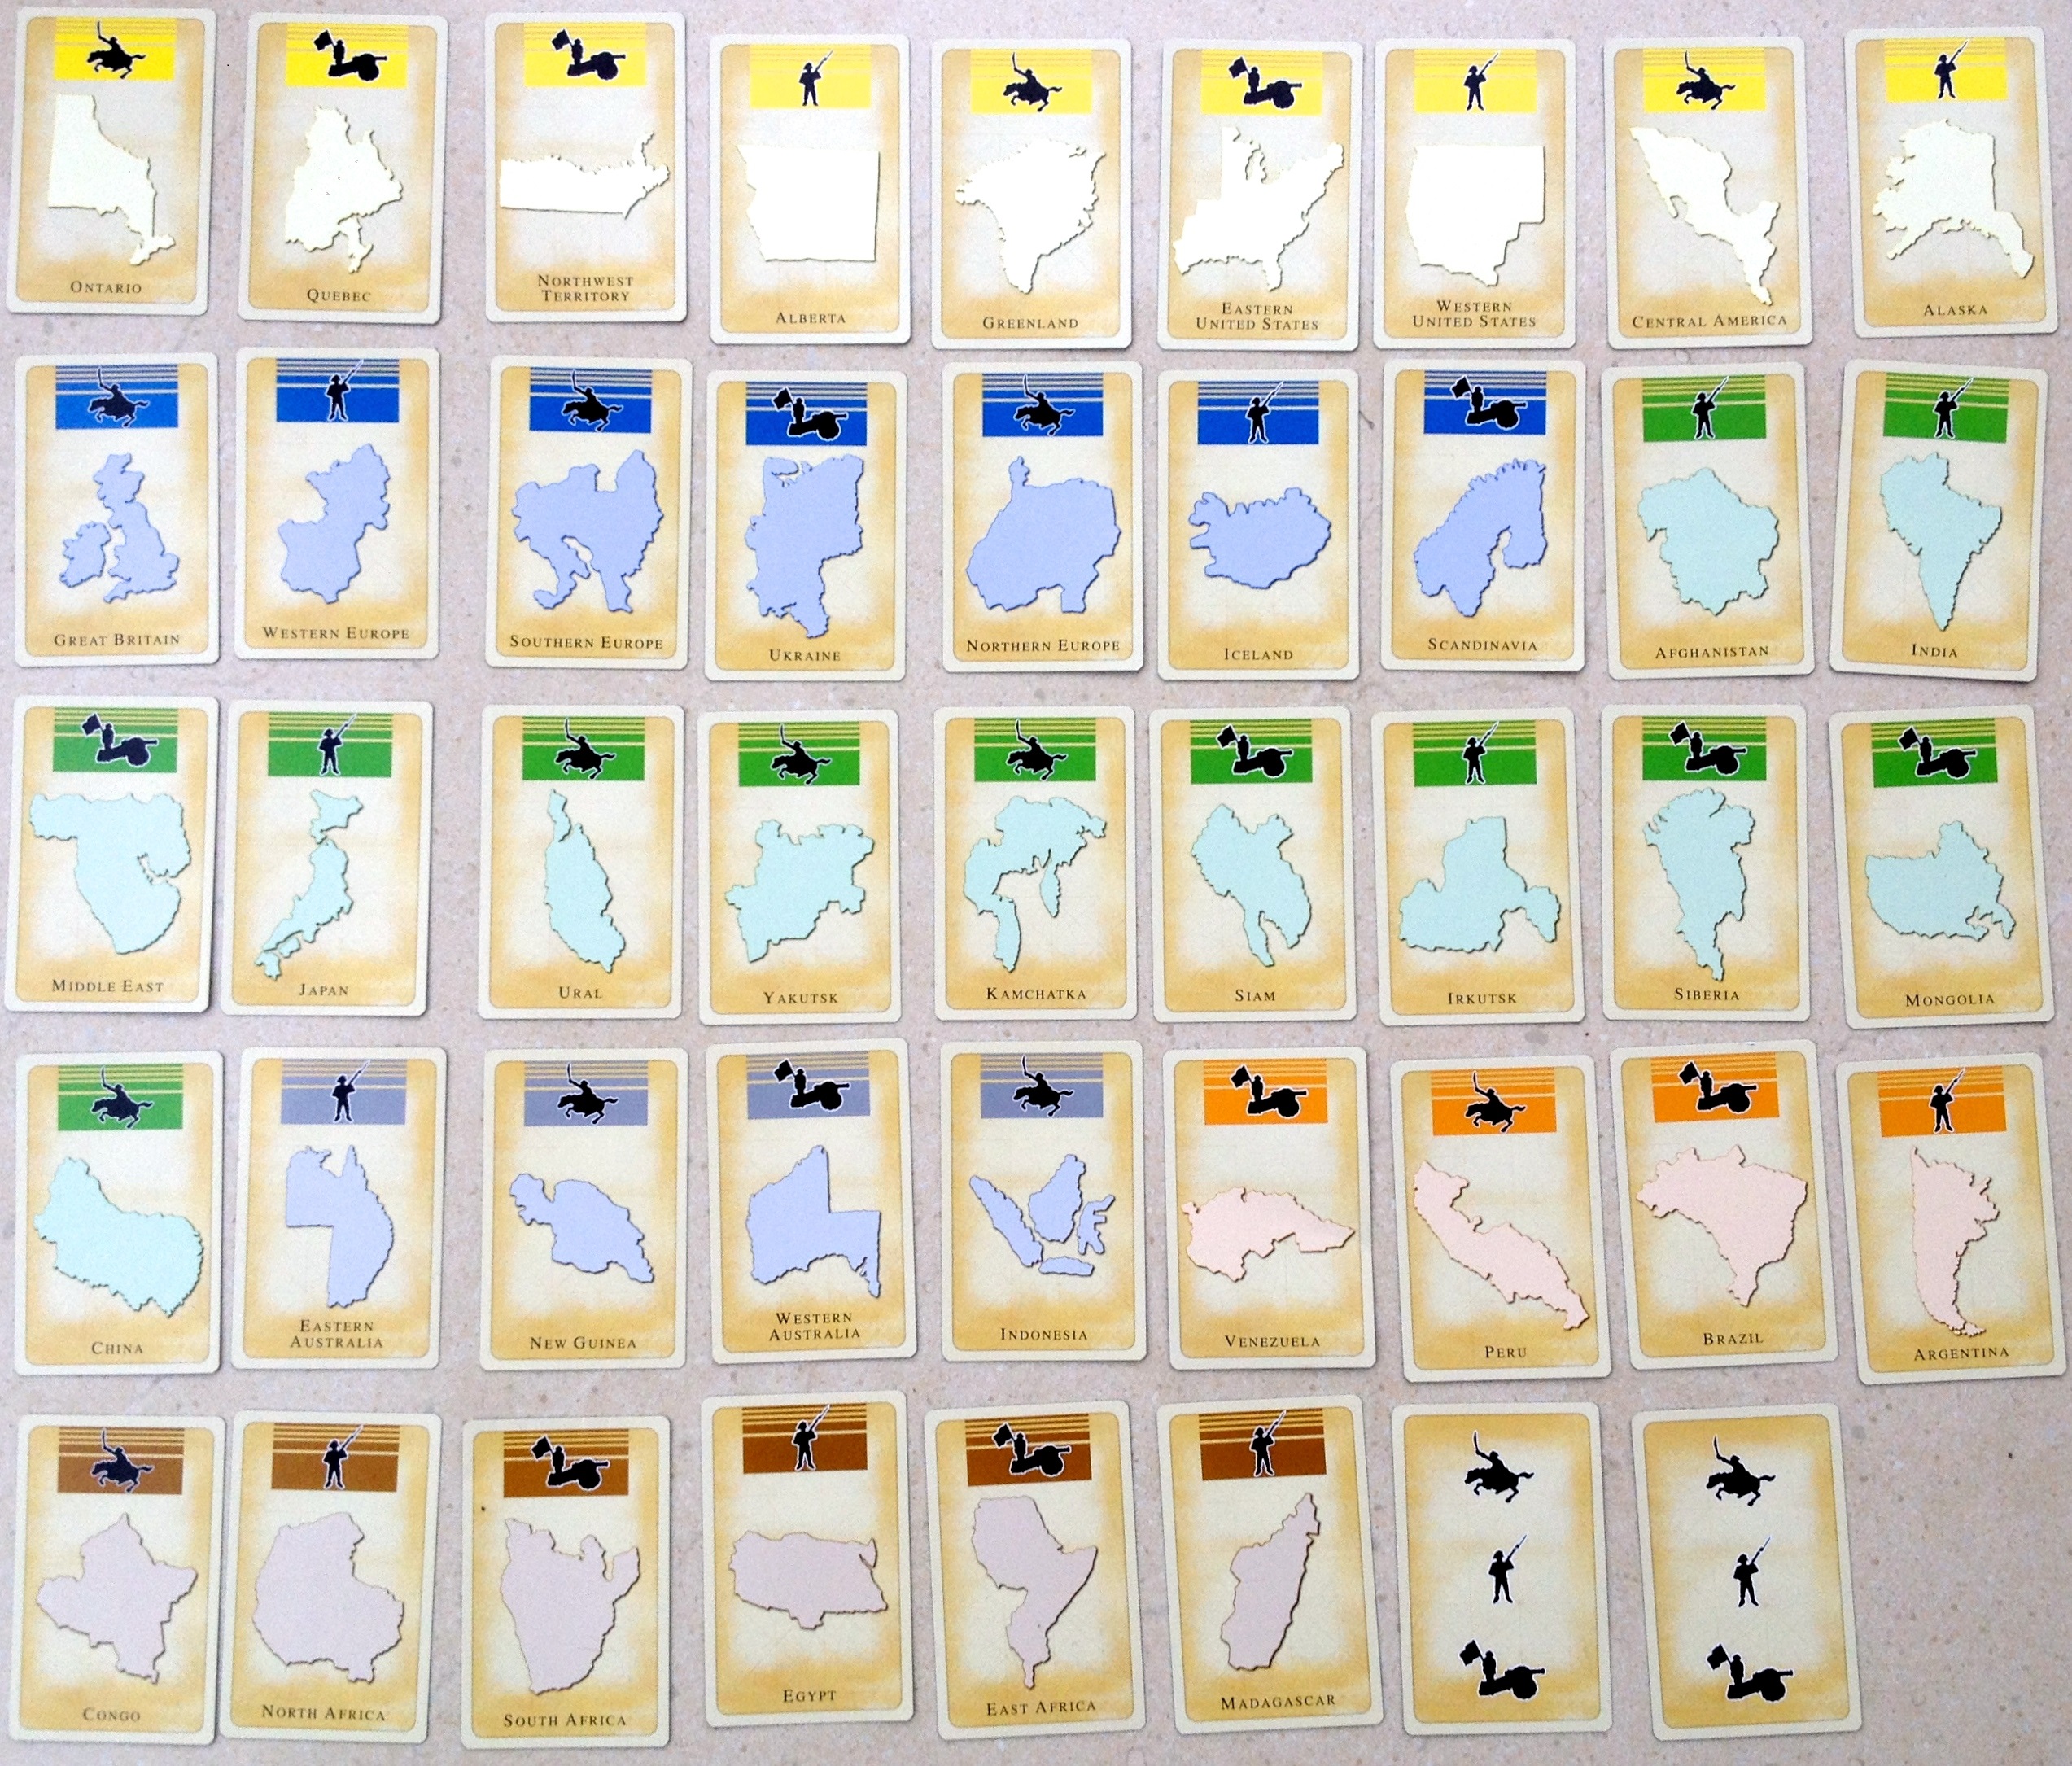 ONTARIO
QUEBEC
NORTHWEST
TERRITORY
ALBERTA
GREENLAND
EASTERN
UNITED STATES
WESTERN
UNITED STATES
CENTRAL AMERICA
ALASKA
GREAT BRITAIN
WESTERN EUROPE
SOUTHERN EUROPE
UKRAINE
NORTHERN EUROPE
ICELAND
SCANDINAVIA
AFGHANISTAN
INDIA
MIDDLE EAST
JAPAN
URAL
YAKUTSK
KAMCHATKA
SIAM
IRKUTSK
SIBERIA
MONGOLIA
CHINA
EASTERN
AUSTRALIA
NEW GUINEA
WESTERN
AUSTRALIA
INDONESIA
VENEZUELA
PERU
BRAZIL
ARGENTINA
CONGO
NORTH AFRICA
SOUTH AFRICA
EGYPT
EAST AFRICA
MADAGASCAR